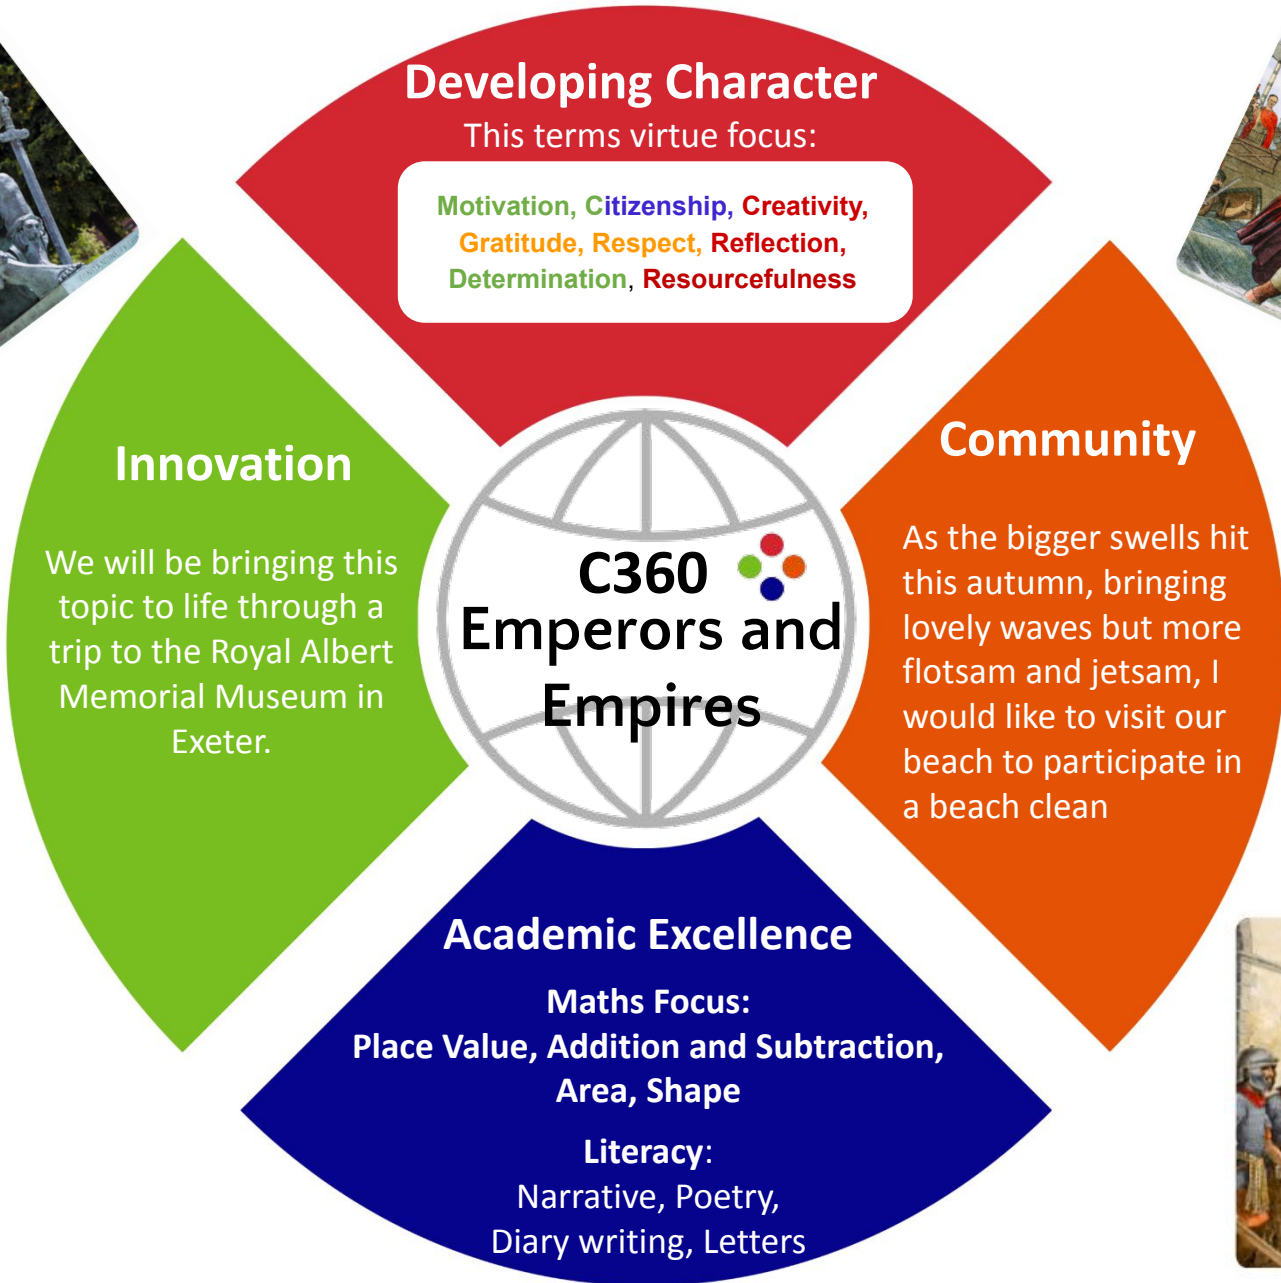 Developing Character
This terms virtue focus:
Motivation, Citizenship, Creativity,
Gratitude, Respect, Reflection,
Determination, Resourcefulness
Innovation
We will be bringing this
topic to life through a
trip to the Royal Albert
Memorial Museum in
Exeter.
C360
Emperors and
Empires
Community
As the bigger swells hit
this autumn, bringing
lovely waves but more
flotsam and jetsam, I
would like to visit our
beach to participate in
a beach clean
Academic Excellence
Maths Focus:
Place Value, Addition and Subtraction,
Area, Shape
Literacy:
Narrative, Poetry,
Diary writing, Letters